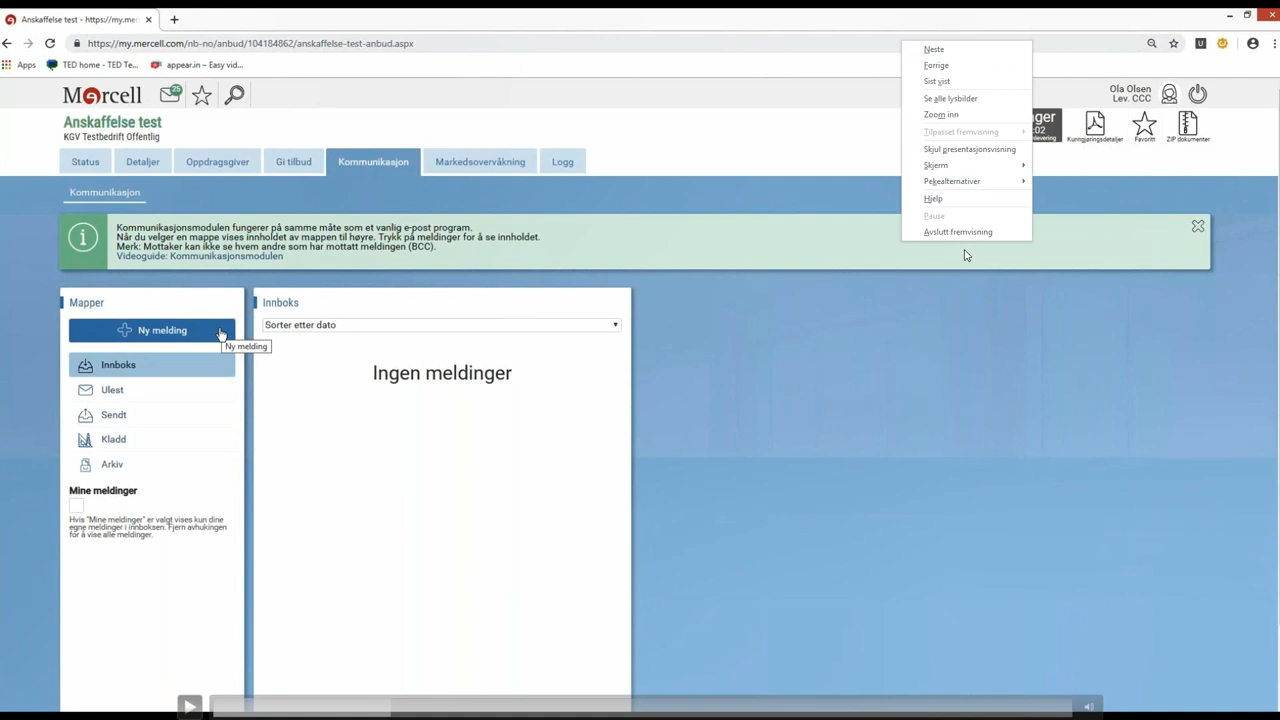 Anskaffelse test - https://my.mer
https://my.mercell.com/nb-no/anbud/104184862/anskaffelse-test-anbud.aspx
Apps TED home - TED Te... appear.in – Easy vid...
Mercell 25
Ola Olsen
Lev. CCC
Anskaffelse test
KGV Testbedrift Offentlig
Kunngjøringsdetaljer Favoritt ZIP dokumenter
Status Detaljer Oppdragsgiver Gi tilbud Kommunikasjon Markedsovervåkning Logg
Kommunikasjon
Kommunikasjonsmodulen fungerer på samme måte som et vanlig e-post program.
Når du velger en mappe vises innholdet av mappen til høyre. Trykk på meldinger for å se innholdet.
Merk: Mottaker kan ikke se hvem andre som har mottatt meldingen (BCC).
Videoguide: Kommunikasjonsmodulen
Neste
Forrige
Sist vist
Se alle lysbilder
Zoom inn
Tilpasset fremvisning
Skjul presentasjonsvisning
Skjerm
Pekealternativer
Hjelp
Pause
Avslutt fremvisning
Mapper
Ny melding
Ny melding
Innboks
Ulest
Sendt
Kladd
Arkiv
Mine meldinger
Hvis "Mine meldinger" er valgt vises kun dine
egne meldinger i innboksen. Fjern avhukingen
for å vise alle meldinger.
Innboks
Sorter etter dato
Ingen meldinger